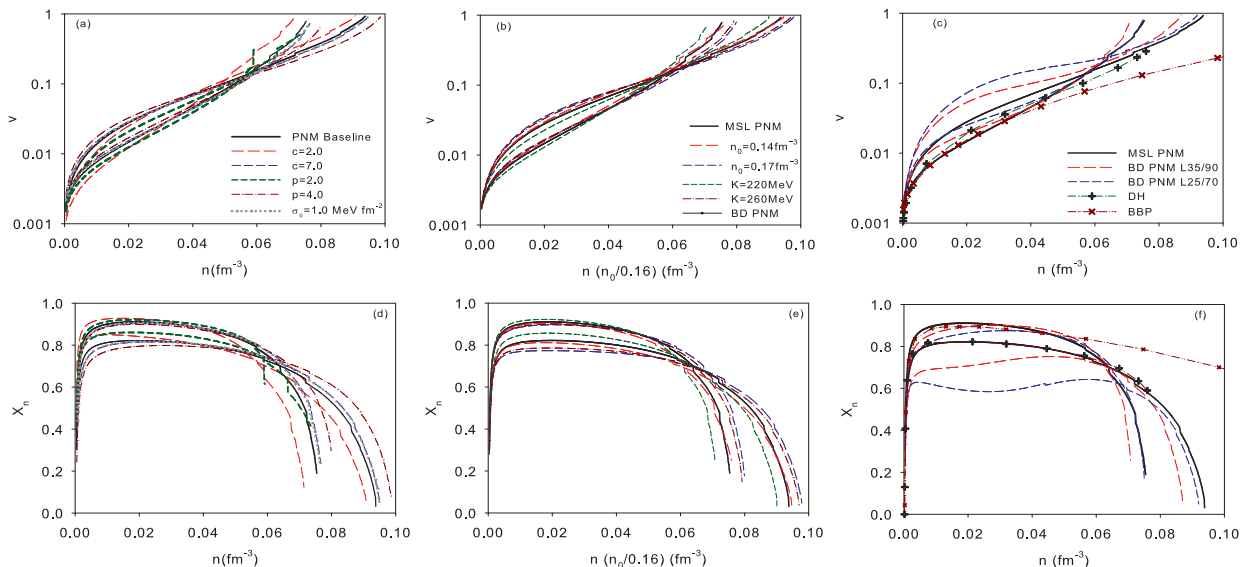 (a)
v
1
0.1
0.01
0.001
0.00
0.02
0.04
0.06
0.08
0.10
n(fm⁻³)
PNM Baseline
c=2.0
c=7.0
p=2.0
p=4.0
σ₀=1.0 MeV fm⁻²
(b)
v
1
0.1
0.01
0.001
0.00
0.02
0.04
0.06
0.08
0.10
n (n₀/0.16) (fm⁻³)
MSL PNM
n₀=0.14fm⁻³
n₀=0.17fm⁻³
K=220MeV
K=260MeV
BD PNM
(c)
v
1
0.1
0.01
0.001
0.00
0.02
0.04
0.06
0.08
0.10
n (fm⁻³)
MSL PNM
BD PNM L35/90
BD PNM L25/70
DH
BBP
(d)
Xₙ
1.0
0.8
0.6
0.4
0.2
0.0
0.00
0.02
0.04
0.06
0.08
0.10
n(fm⁻³)
(e)
Xₙ
1.0
0.8
0.6
0.4
0.2
0.0
0.00
0.02
0.04
0.06
0.08
0.10
n (n₀/0.16) (fm⁻³)
(f)
Xₙ
1.0
0.8
0.6
0.4
0.2
0.0
0.00
0.02
0.04
0.06
0.08
0.10
n (fm⁻³)